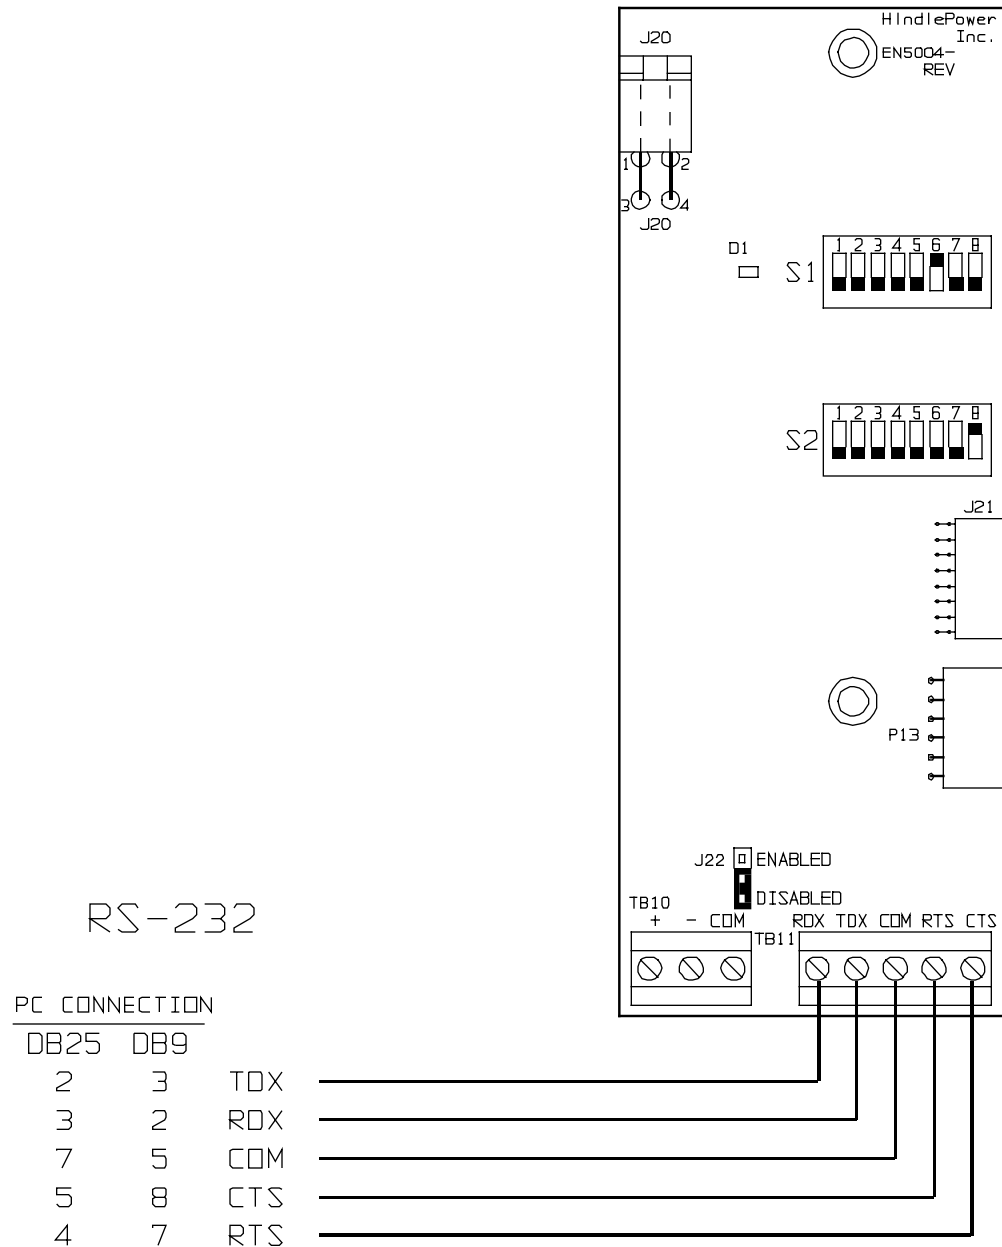 HindlePower
Inc.
EN5004-
REV
J20
1 2
3 4
J20
D1
S1
1 2 3 4 5 6 7 8
S2
1 2 3 4 5 6 7 8
J21
P13
J22 ENABLED
DISABLED
TB10
+ - COM
TB11
RDX TDX COM RTS CTS
RS-232
PC CONNECTION
DB25 DB9
2 3 TDX
3 2 RDX
7 5 COM
5 8 CTS
4 7 RTS